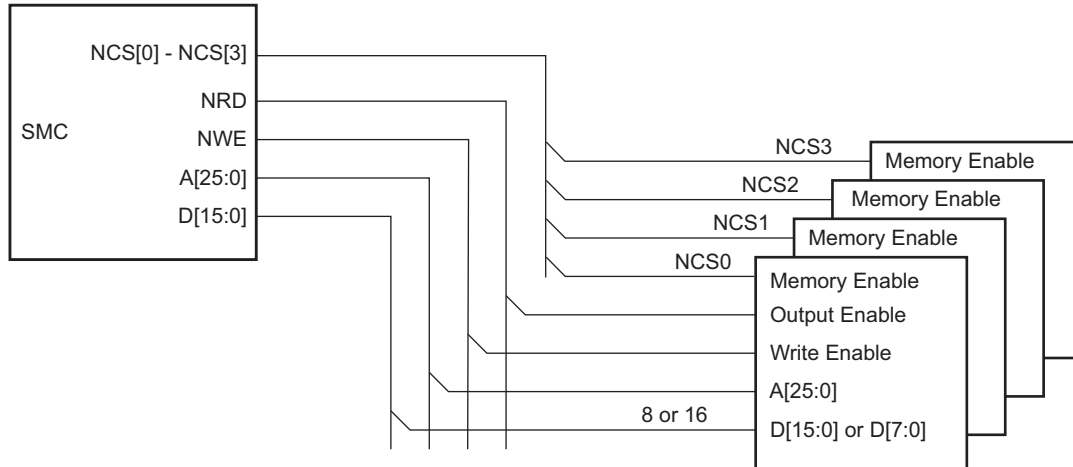 NCS[0] - NCS[3]
NRD
SMC
NWE
A[25:0]
D[15:0]
NCS3
Memory Enable
NCS2
Memory Enable
NCS1
Memory Enable
NCS0
Memory Enable
Output Enable
Write Enable
A[25:0]
8 or 16
D[15:0] or D[7:0]